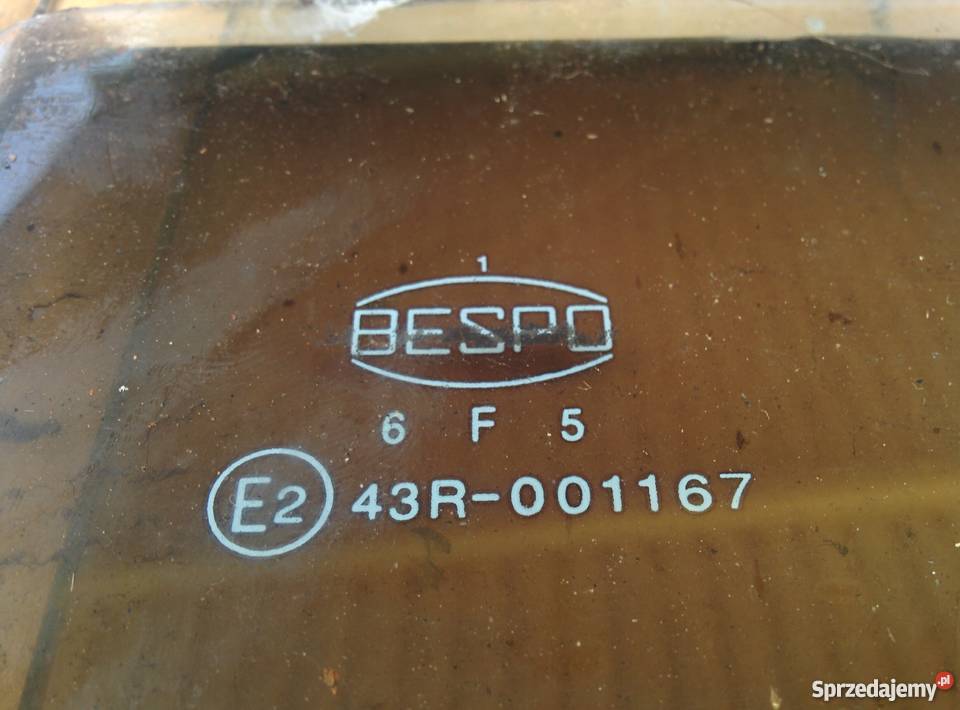 1
BESPO
6 F 5
E2 43R-001167
Sprzedajemy.pl